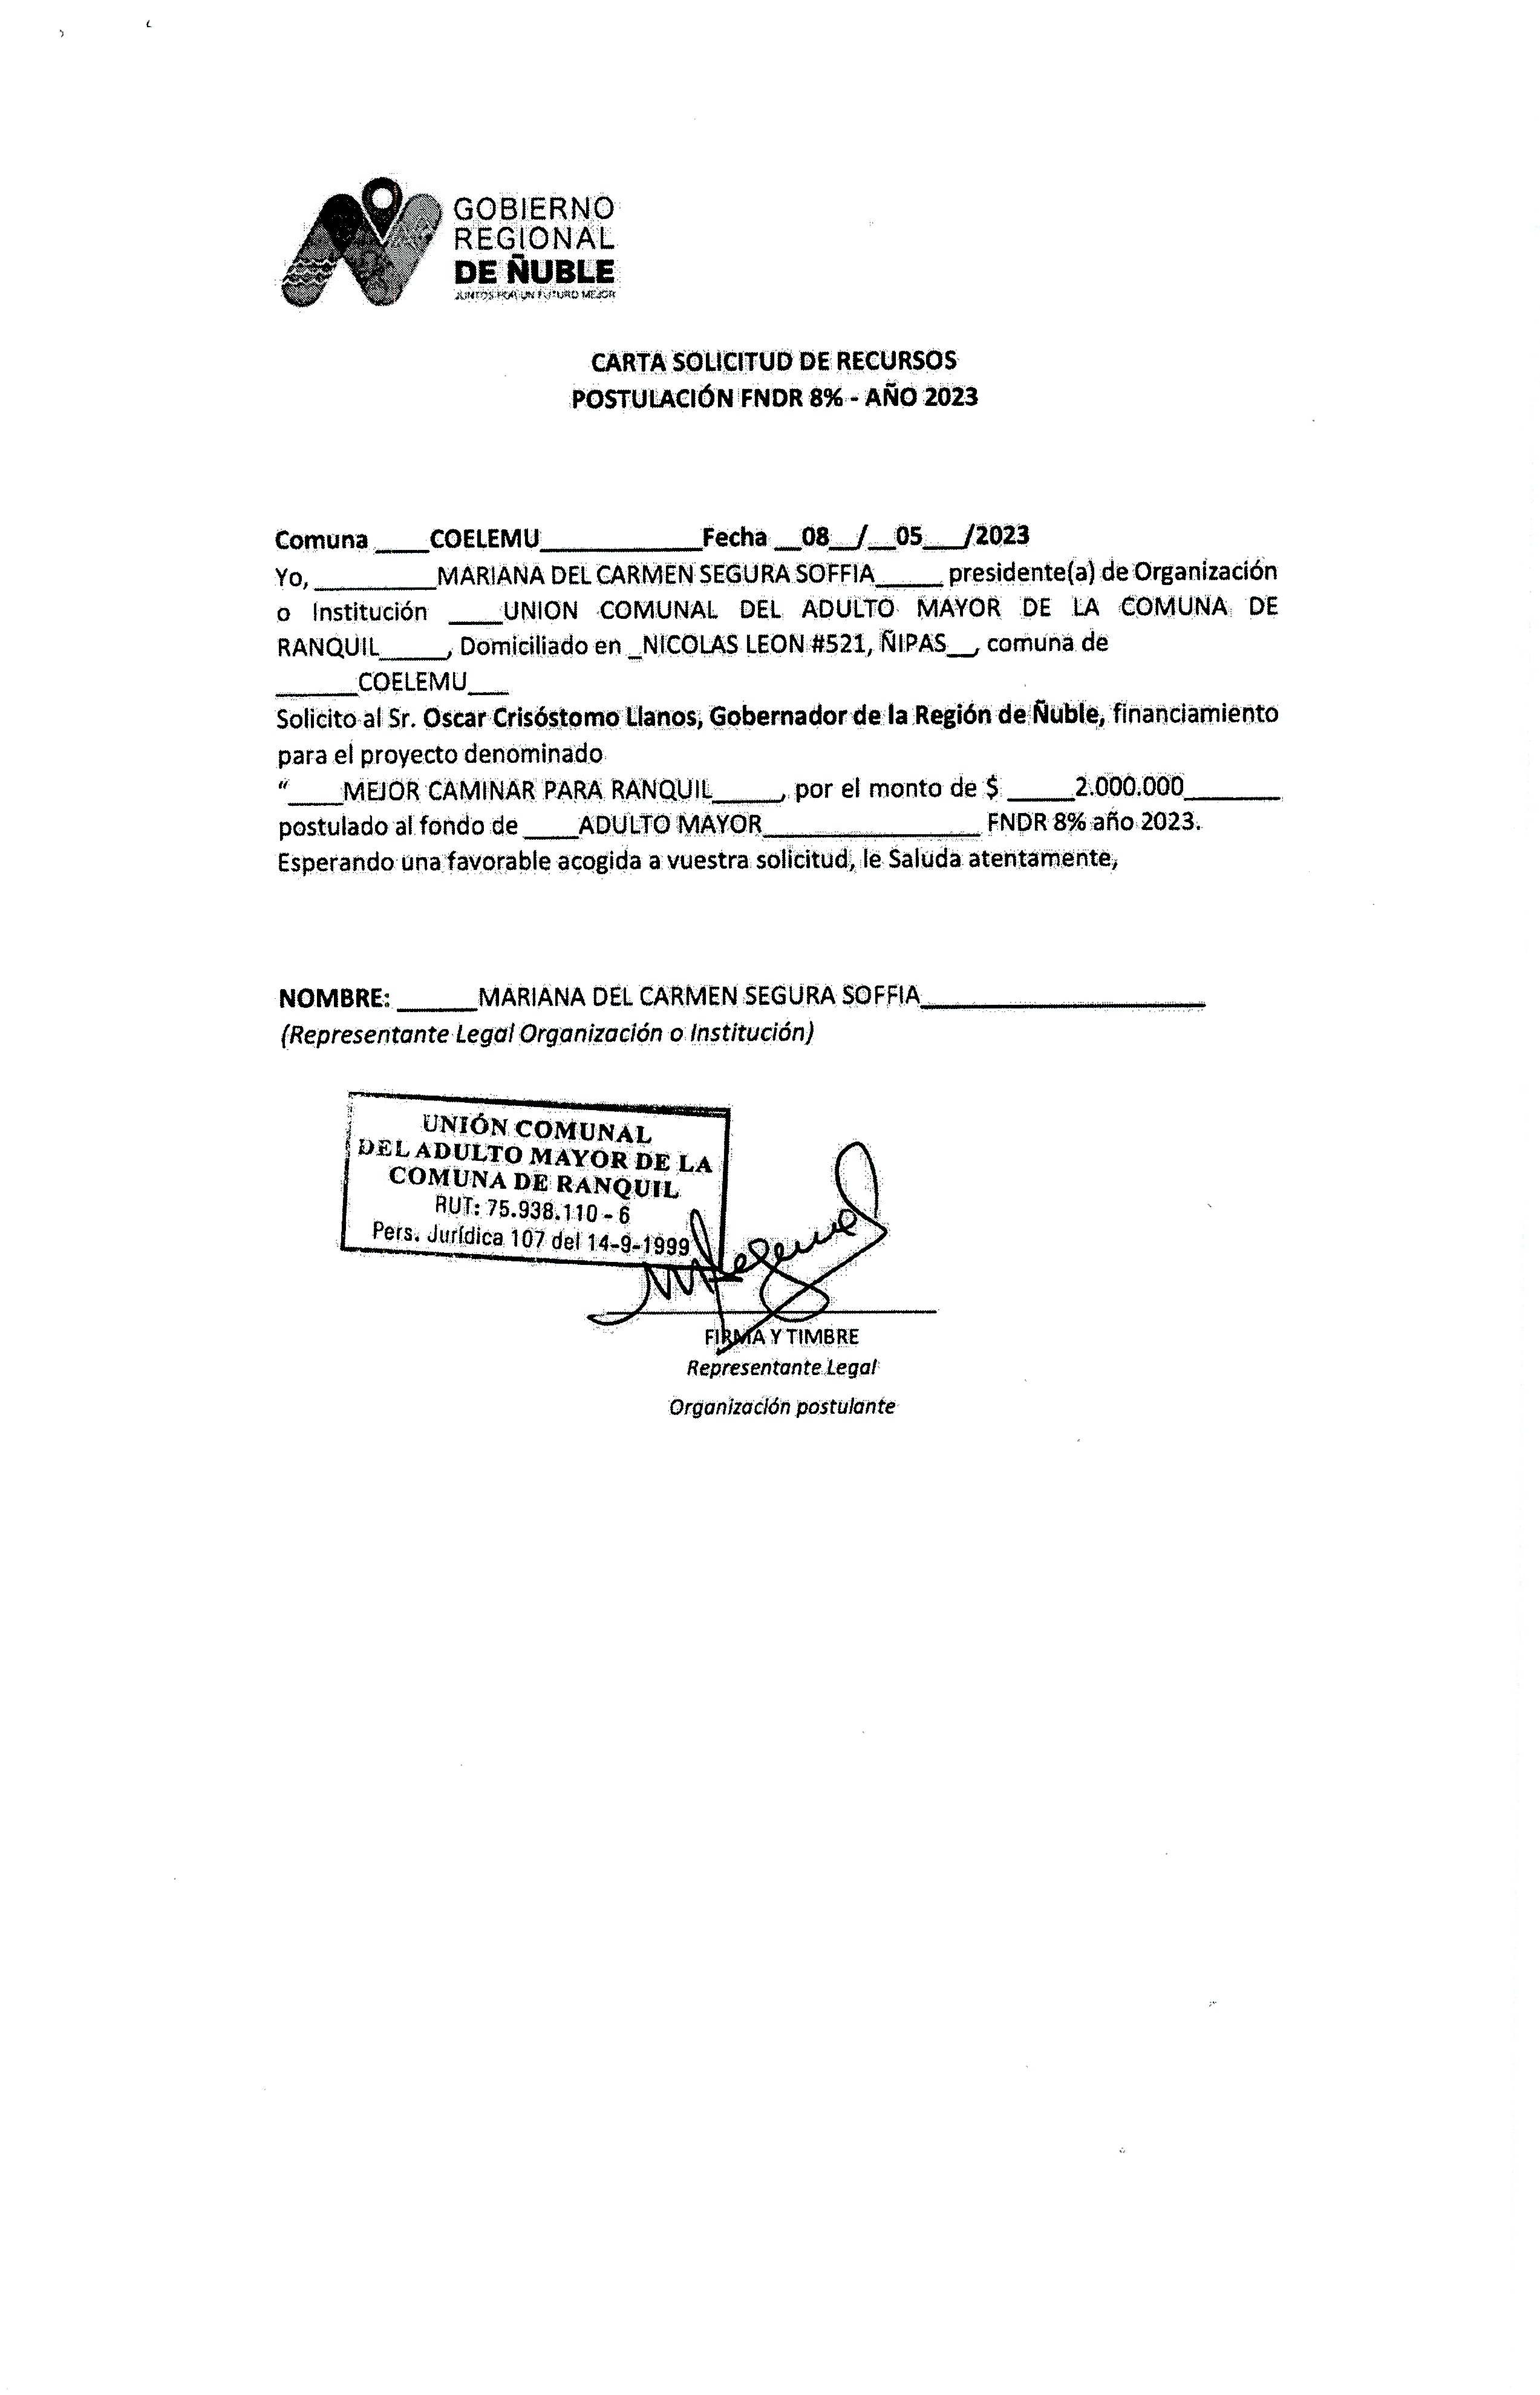 GOBIERNO
REGIONAL
DE ÑUBLE
JUNTOS POR UN FUTURO MEJOR
CARTA SOLICITUD DE RECURSOS
POSTULACIÓN FNDR 8% - AÑO 2023
Comuna ____COELEMU____________Fecha __08__/__05___/2023
Yo, _________MARIANA DEL CARMEN SEGURA SOFFIA_____ presidente(a) de Organización
o Institución ____UNION COMUNAL DEL ADULTO MAYOR DE LA COMUNA DE
RANQUIL_____, Domiciliado en _NICOLAS LEON #521, ÑIPAS__, comuna de
______COELEMU___
Solicito al Sr. Oscar Crisóstomo Llanos, Gobernador de la Región de Ñuble, financiamiento
para el proyecto denominado
“____MEJOR CAMINAR PARA RANQUIL_____, por el monto de $ _____2.000.000_______
postulado al fondo de ____ADULTO MAYOR________________ FNDR 8% año 2023.
Esperando una favorable acogida a vuestra solicitud, le Saluda atentamente,
NOMBRE: ______MARIANA DEL CARMEN SEGURA SOFFIA_____________________
(Representante Legal Organización o Institución)
UNIÓN COMUNAL
DEL ADULTO MAYOR DE LA
COMUNA DE RANQUIL
RUT: 75.938.110 - 6
Pers. Jurídica 107 del 14-9-1999
FIRMA Y TIMBRE
Representante Legal
Organización postulante